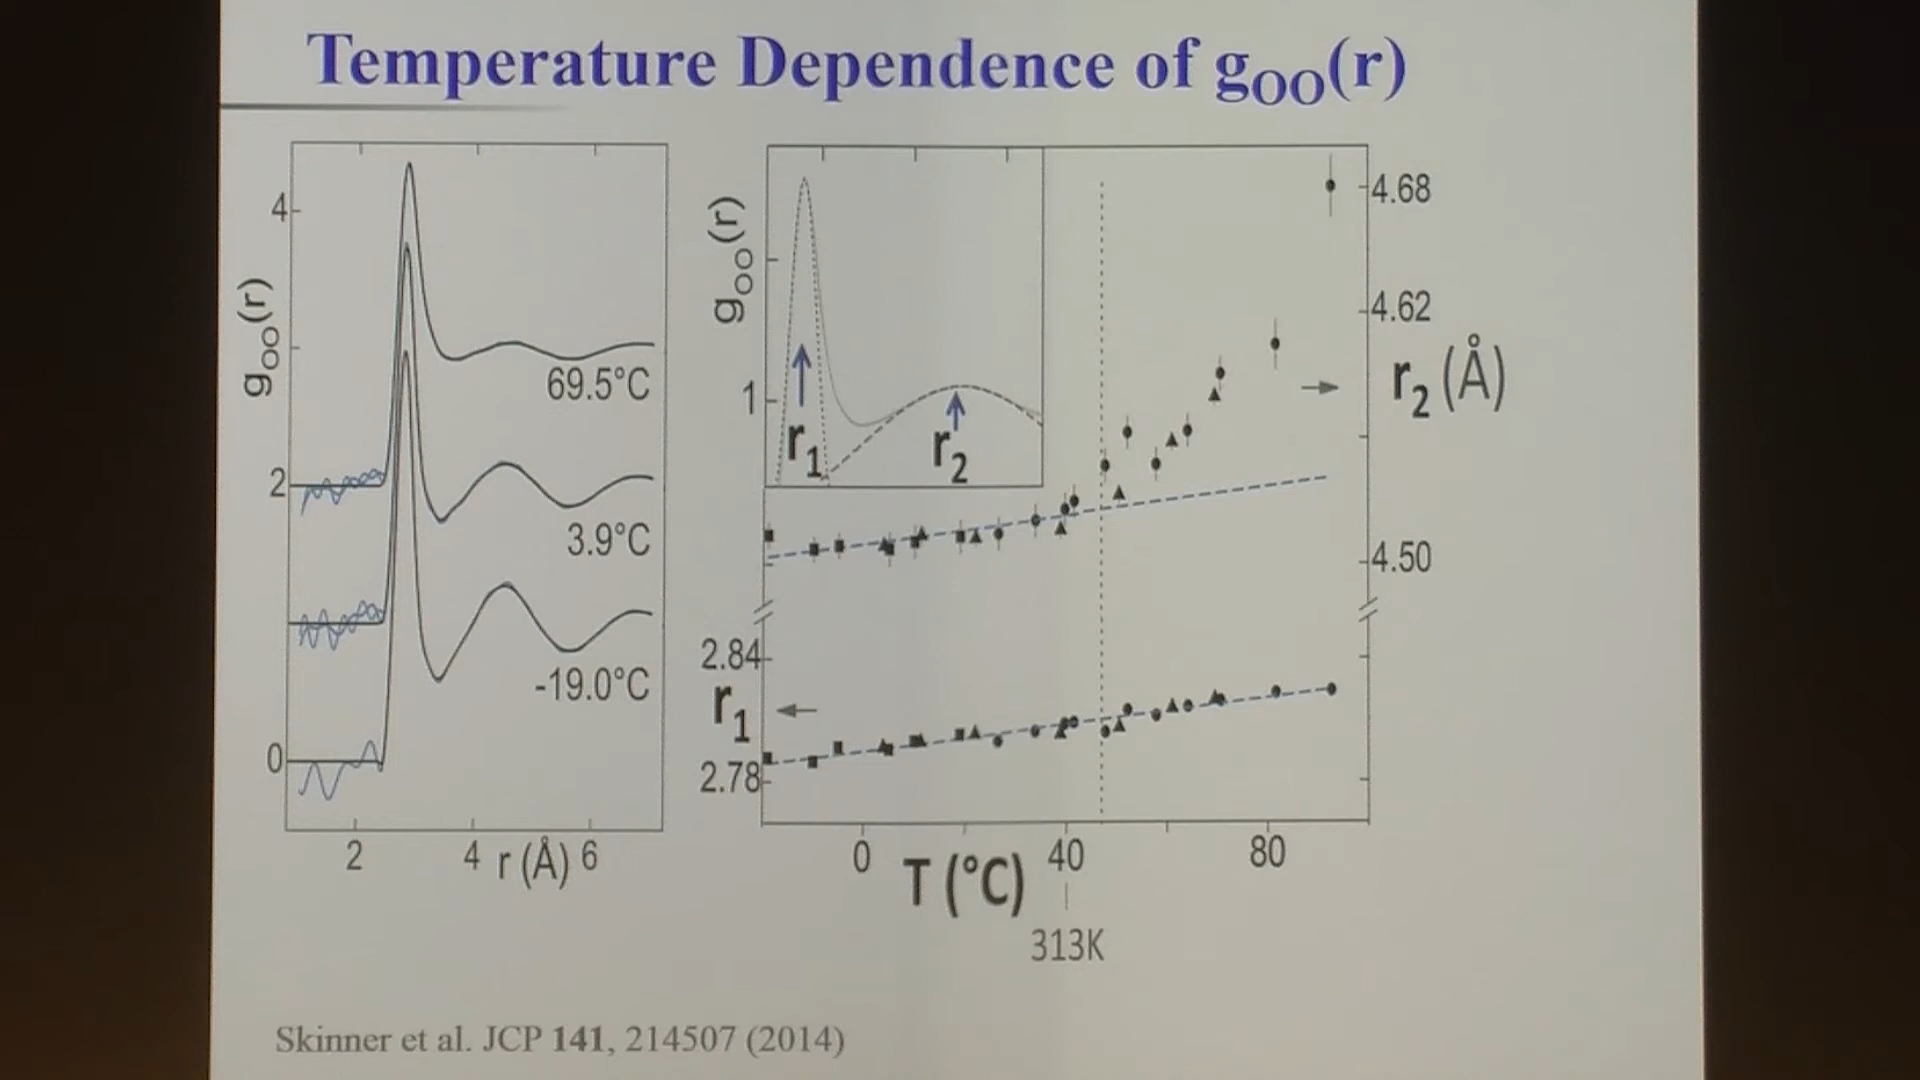 Temperature Dependence of gOO(r)
4
2
0
gOO(r)
69.5°C
3.9°C
-19.0°C
2
4
r (Å)
6
gOO(r)
1
r1
r2
4.68
4.62
4.50
r2 (Å)
2.84
r1
2.78
0
T (°C)
40
80
313K
Skinner et al. JCP 141, 214507 (2014)